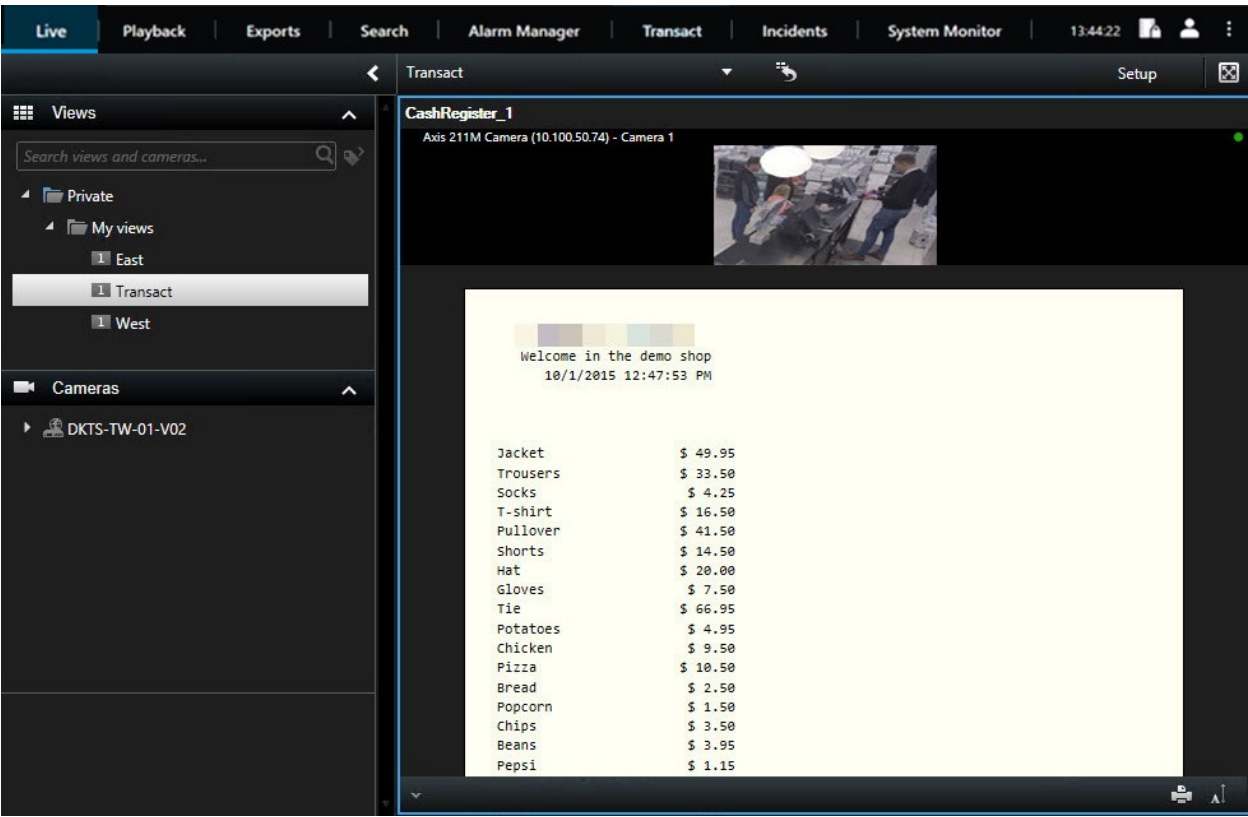 Live Playback Exports Search Alarm Manager Transact Incidents System Monitor 13:44:22
Transact Setup
Views
Search views and cameras...
Private
My views
1 East
1 Transact
1 West
Cameras
DKTS-TW-01-V02
CashRegister_1
Axis 211M Camera (10.100.50.74) - Camera 1
Welcome in the demo shop
10/1/2015 12:47:53 PM
Jacket $ 49.95
Trousers $ 33.50
Socks $ 4.25
T-shirt $ 16.50
Pullover $ 41.50
Shorts $ 14.50
Hat $ 20.00
Gloves $ 7.50
Tie $ 66.95
Potatoes $ 4.95
Chicken $ 9.50
Pizza $ 10.50
Bread $ 2.50
Popcorn $ 1.50
Chips $ 3.50
Beans $ 3.95
Pepsi $ 1.15
A